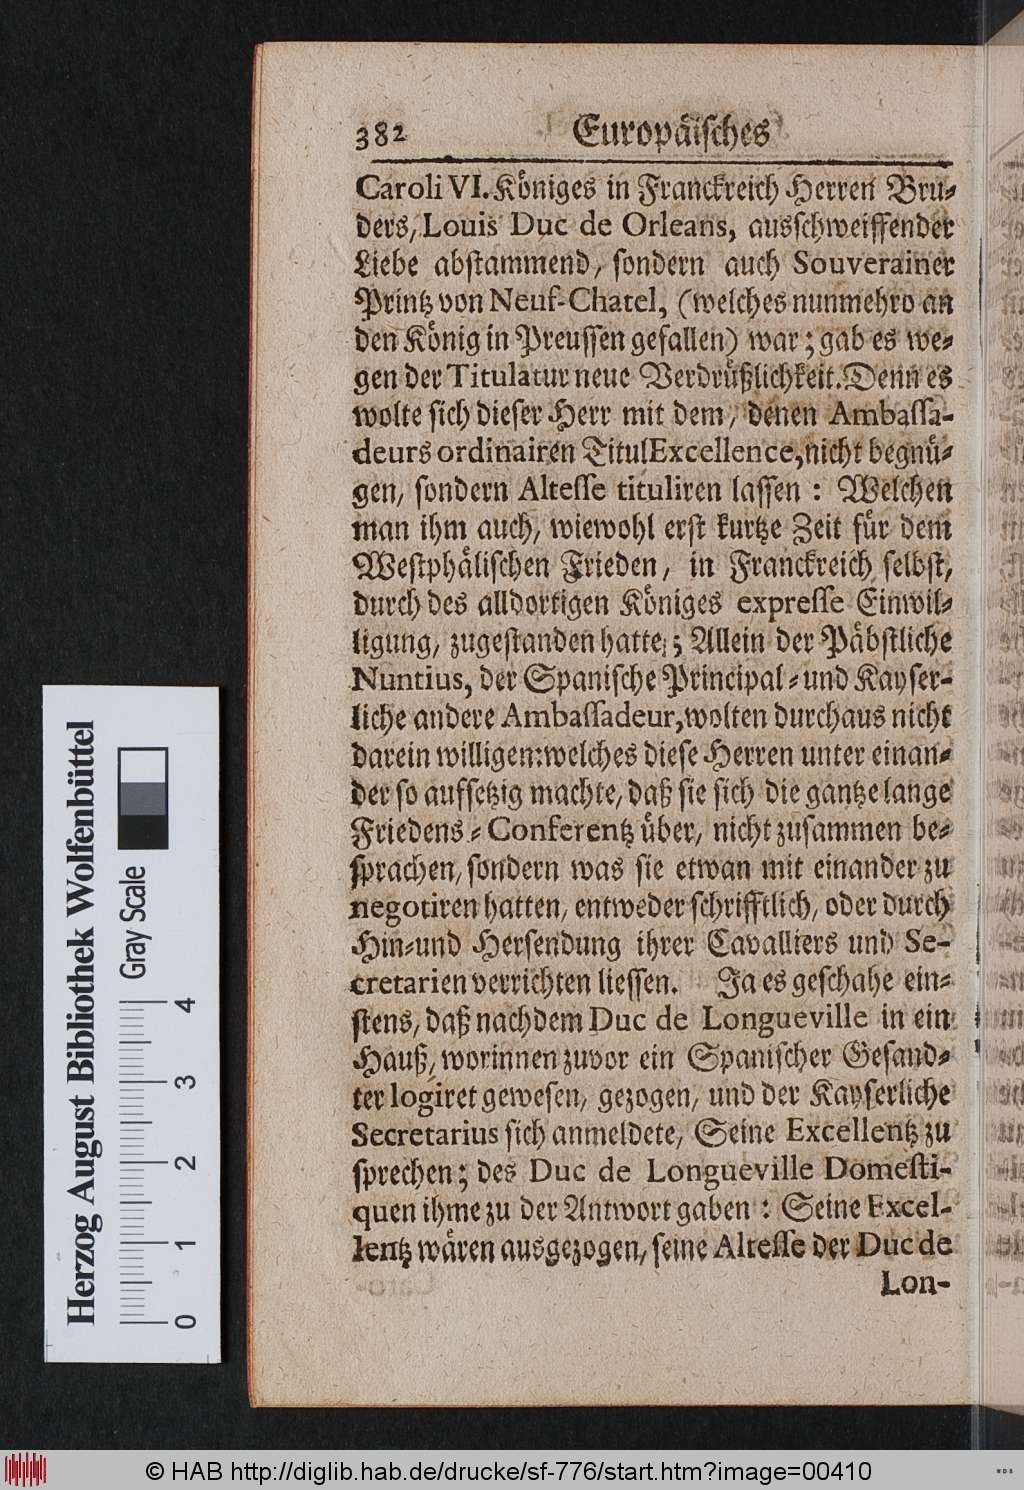 382 Europäisches
Caroli VI. Königes in Franckreich Herren Bru⸗
ders, Louis Duc de Orleans, ausschweiffender
Liebe abstammend, sondern auch Souverainer
Printz von Neuf-Chatel, (welches nunmehro an
den König in Preussen gefallen) war; gab es we⸗
gen der Titulatur neue Verdrüßlichkeit. Denn es
wolte sich dieser Herr mit dem, denen Ambassa-
deurs ordinairen Titul Excellence, nicht begnü⸗
gen, sondern Altesse tituliren lassen: Welchen
man ihm auch, wiewohl erst kurtze Zeit für dem
Westphälischen Frieden, in Franckreich selbst,
durch des alldortigen Königes expresse Einwil⸗
ligung, zugestanden hatte; Allein der Päbstliche
Nuntius, der Spanische Principal⸗ und Kayser-
liche andere Ambassadeur, wolten durchaus nicht
darein willigen: welches diese Herren unter einan⸗
der so aufsetzig machte, daß sie sich die gantze lange
Friedens⸗Conferentz über, nicht zusammen be⸗
sprachen, sondern was sie etwan mit einander zu
negotiren hatten, entweder schrifftlich, oder durch
Hin⸗und Hersendung ihrer Cavalliers und Se-
cretarien verrichten liessen. Ja es geschahe ein⸗
stens, daß nachdem Duc de Longueville in ein
Hauß, worinnen zuvor ein Spanischer Gesand⸗
ter logiret gewesen, gezogen, und der Kayserliche
Secretarius sich anmeldete, Seine Excellentz zu
sprechen; des Duc de Longueville Domesti-
quen ihme zu der Antwort gaben: Seine Excel-
lentz wären ausgezogen, seine Altesse der Duc de
Lon-
Herzog August Bibliothek Wolfenbüttel
Gray Scale
0 1 2 3 4
© HAB http://diglib.hab.de/drucke/sf-776/start.htm?image=00410